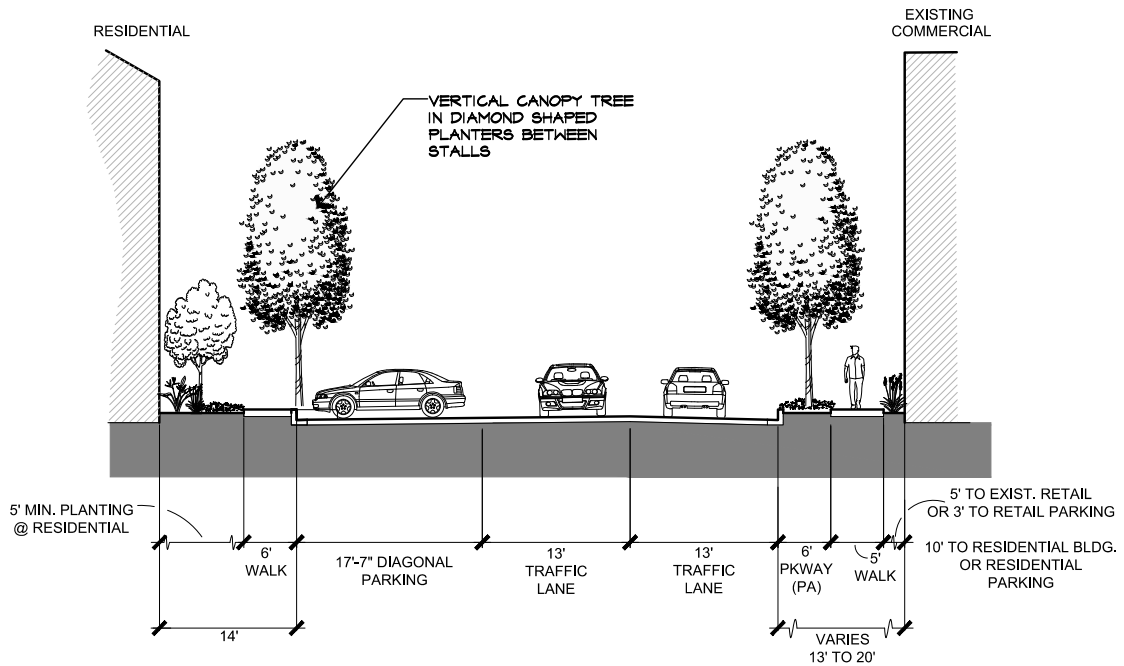 RESIDENTIAL
EXISTING
COMMERCIAL
VERTICAL CANOPY TREE
IN DIAMOND SHAPED
PLANTERS BETWEEN
STALLS
5' MIN. PLANTING
@ RESIDENTIAL
6'
WALK
17'-7" DIAGONAL
PARKING
13'
TRAFFIC
LANE
13'
TRAFFIC
LANE
6'
PKWAY
(PA)
5'
WALK
5' TO EXIST. RETAIL
OR 3' TO RETAIL PARKING
10' TO RESIDENTIAL BLDG.
OR RESIDENTIAL
PARKING
14'
VARIES
13' TO 20'